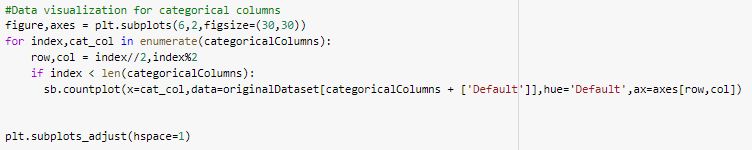 #Data visualization for categorical columns
figure,axes = plt.subplots(6,2,figsize=(30,30))
for index,cat_col in enumerate(categoricalColumns):
    row,col = index//2,index%2
    if index < len(categoricalColumns):
      sb.countplot(x=cat_col,data=originalDataset[categoricalColumns + ['Default']],hue='Default',ax=axes[row,col])
plt.subplots_adjust(hspace=1)